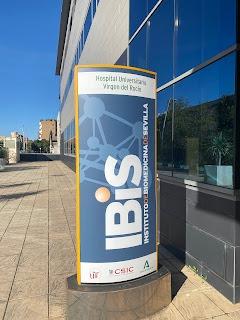 Hospital Universitario
Virgen del Rocío
IBiS
INSTITUTO DE BIOMEDICINA DE SEVILLA
CSIC